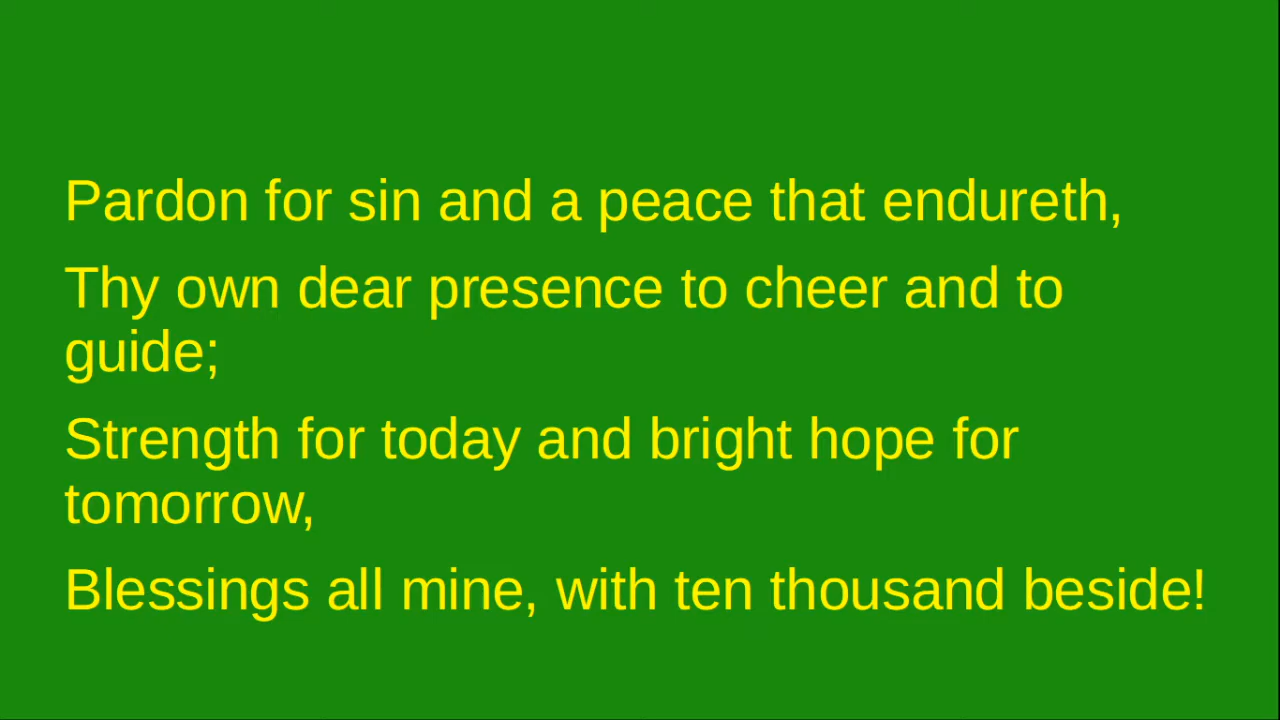 Pardon for sin and a peace that endureth,
Thy own dear presence to cheer and to
guide;
Strength for today and bright hope for
tomorrow,
Blessings all mine, with ten thousand beside!